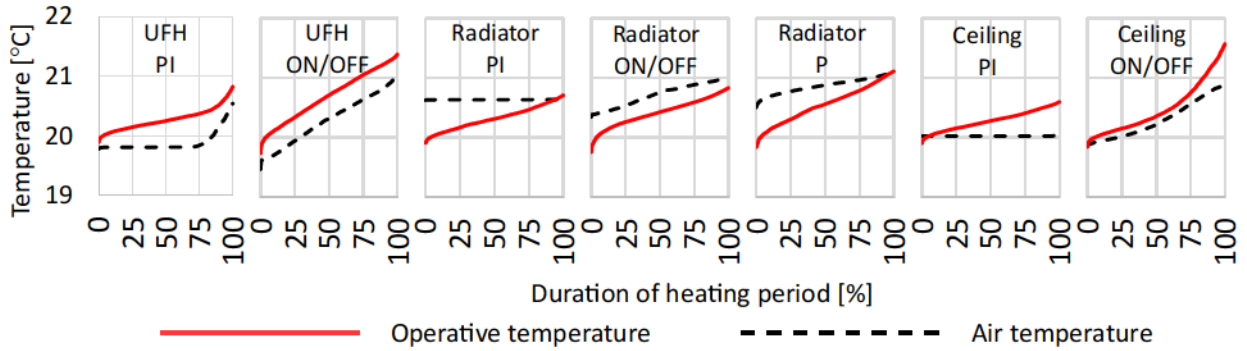 Temperature [°C]
22
21
20
19
UFH
PI
UFH
ON/OFF
Radiator
PI
Radiator
ON/OFF
Radiator
P
Ceiling
PI
Ceiling
ON/OFF
0 25 50 75 100
0 25 50 75 100
0 25 50 75 100
0 25 50 75 100
0 25 50 75 100
0 25 50 75 100
0 25 50 75 100
Duration of heating period [%]
Operative temperature
Air temperature